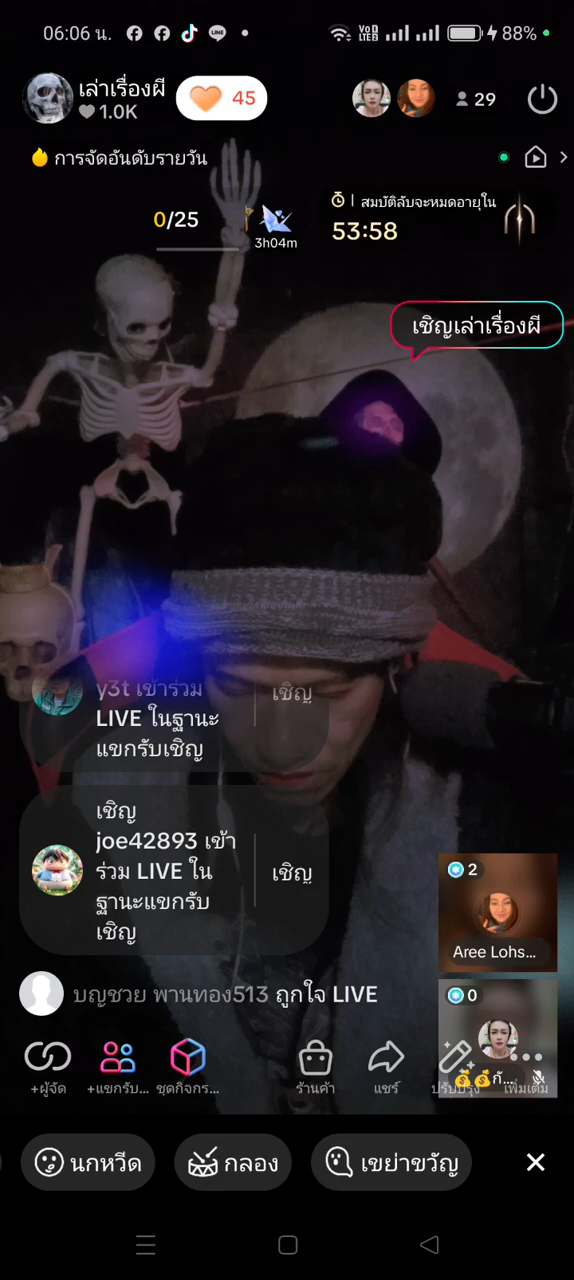 06:06 น.
VoD
LTE
88%
เล่าเรื่องผี
1.0K
45
29
การจัดอันดับรายวัน
0/25
3h04m
สมบัติลับจะหมดอายุใน
53:58
เชิญเล่าเรื่องผี
y3t เข้าร่วม
LIVE ในฐานะ
แขกรับเชิญ
เชิญ
เชิญ
joe42893 เข้า
ร่วม LIVE ใน
ฐานะแขกรับ
เชิญ
เชิญ
2
Aree Lohs...
บุญช่วย พานทอง513 ถูกใจ LIVE
0
💰💰กั...
+ผู้จัด
+แขกรับ...
ชุดกิจกร...
ร้านค้า
แชร์
ปรับปรุง
เพิ่มเติม
นกหวีด
กลอง
เขย่าขวัญ